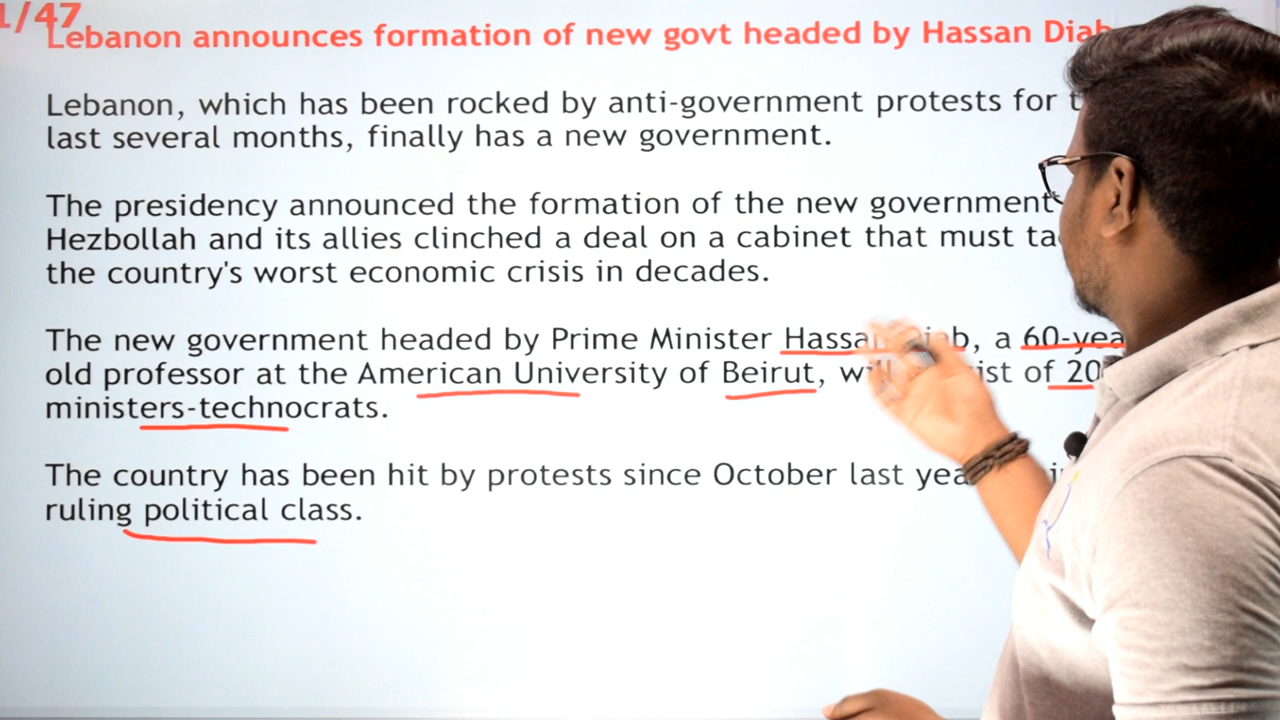 1/47
Lebanon announces formation of new govt headed by Hassan Diab
Lebanon, which has been rocked by anti-government protests for
last several months, finally has a new government.
The presidency announced the formation of the new government
Hezbollah and its allies clinched a deal on a cabinet that must
the country's worst economic crisis in decades.
The new government headed by Prime Minister Hassan Diab, a
old professor at the American University of Beirut, of 20
ministers-technocrats.
The country has been hit by protests since October last
ruling political class.